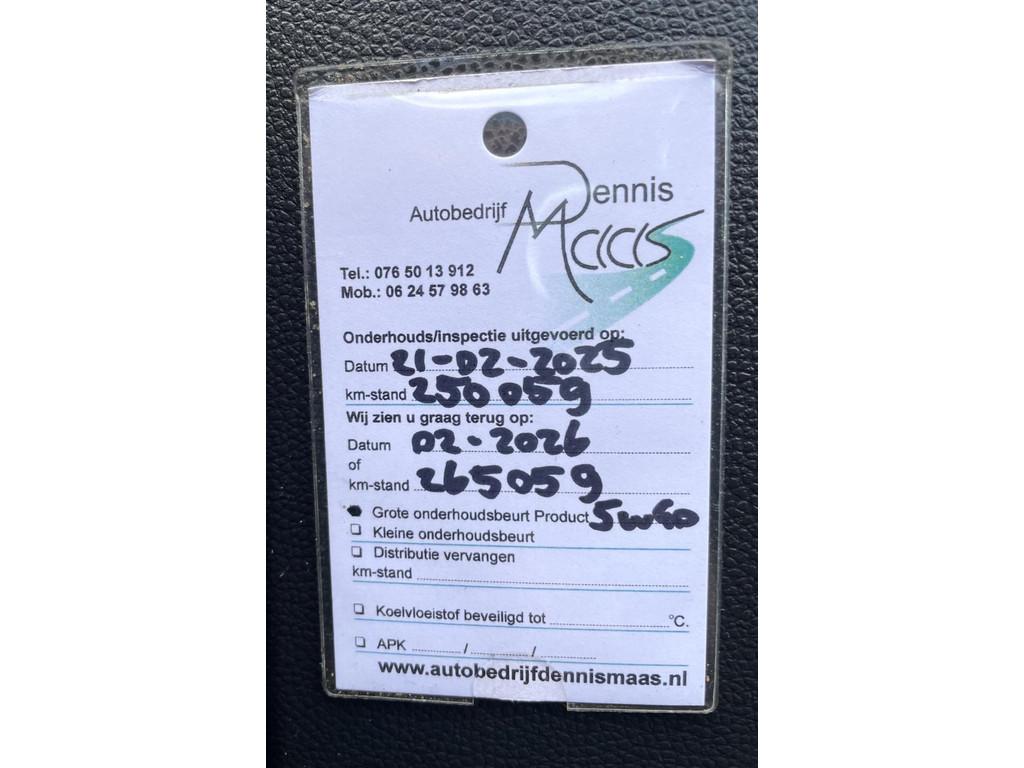 Autobedrijf Dennis
Maas
Tel.: 076 50 13 912
Mob.: 06 24 57 98 63
Onderhouds/inspectie uitgevoerd op:
Datum 21-02-2025
km-stand 250059
Wij zien u graag terug op:
Datum 02-2026
of
km-stand 265059
Grote onderhoudsbeurt Product 5w40
Kleine onderhoudsbeurt
Distributie vervangen
km-stand
Koelvloeistof beveiligd tot °C.
APK / /
www.autobedrijfdennismaas.nl